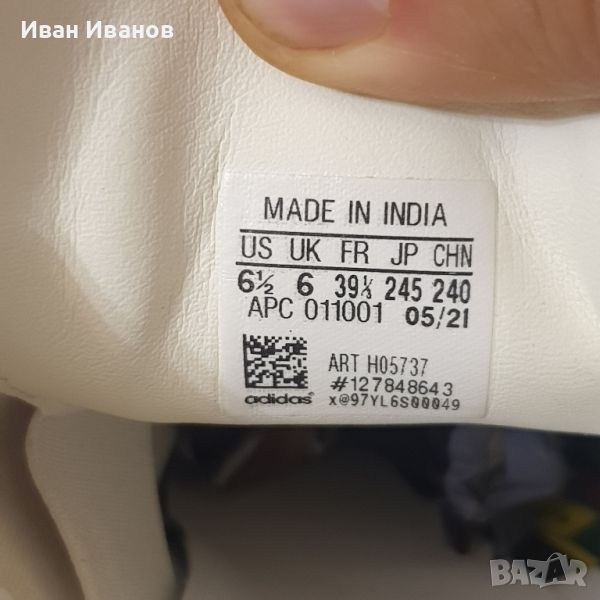 Иван Иванов
MADE IN INDIA
US UK FR JP CHN
6½ 6 39⅓ 245 240
APC 011001 05/21
ART H05737
#127848643
adidas x@97YL6S00049
BAZAR